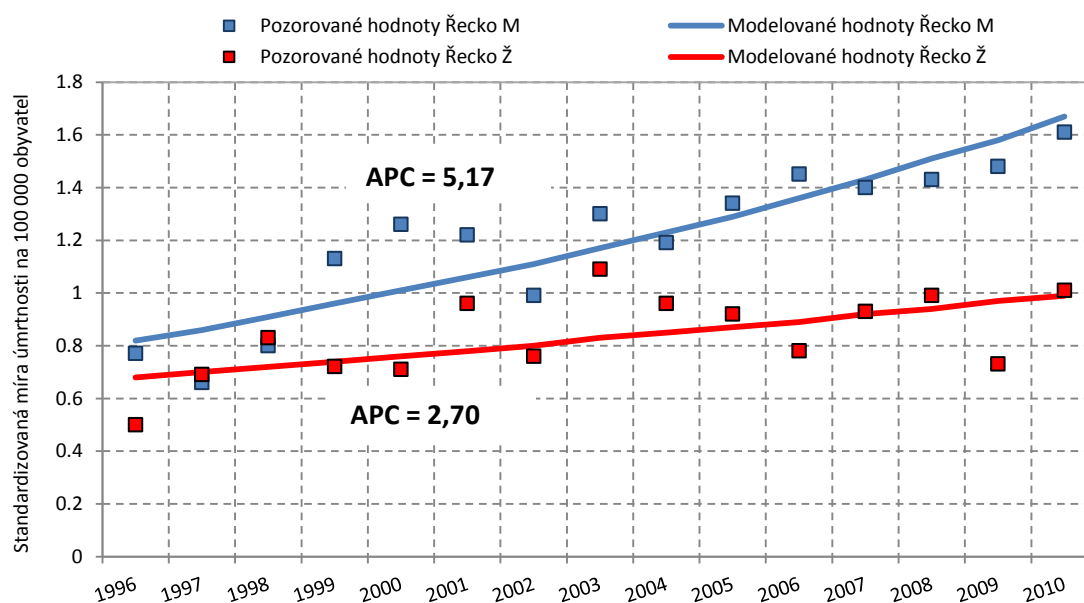 Pozorované hodnoty Řecko M
Modelované hodnoty Řecko M
Pozorované hodnoty Řecko Ž
Modelované hodnoty Řecko Ž
Standardizovaná míra úmrtnosti na 100 000 obyvatel
1.8
1.6
1.4
1.2
1
0.8
0.6
0.4
0.2
0
APC = 5,17
APC = 2,70
1996 1997 1998 1999 2000 2001 2002 2003 2004 2005 2006 2007 2008 2009 2010